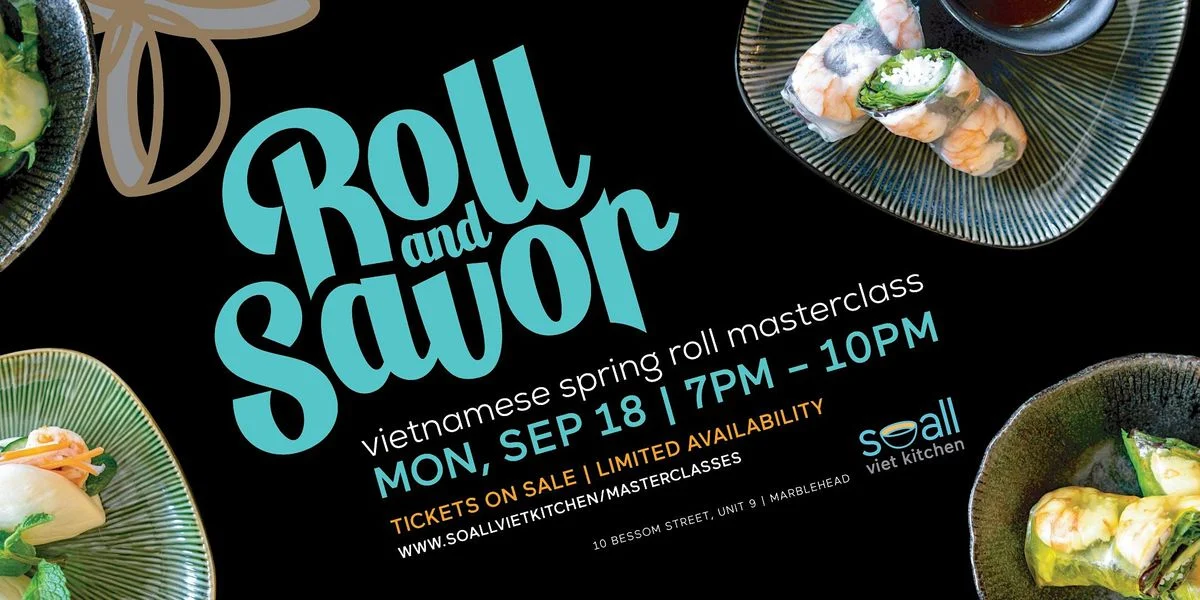 Roll
and
Savor
vietnamese spring roll masterclass
MON, SEP 18 | 7PM – 10PM
TICKETS ON SALE | LIMITED AVAILABILITY
WWW.SOALLVIETKITCHEN/MASTERCLASSES
10 BESSOM STREET, UNIT 9 | MARBLEHEAD
soall
viet kitchen